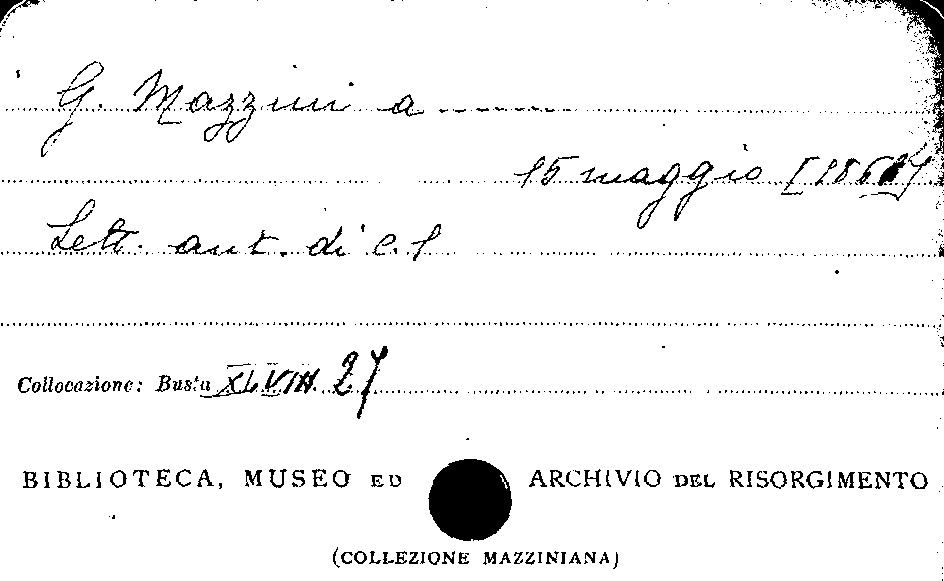 G. Mazzini a ------
15 maggio
Lett. aut. di c. 1
Collocazione: Busta XLVIII 27
BIBLIOTECA, MUSEO ED ARCHIVIO DEL RISORGIMENTO
(COLLEZIONE MAZZINIANA)